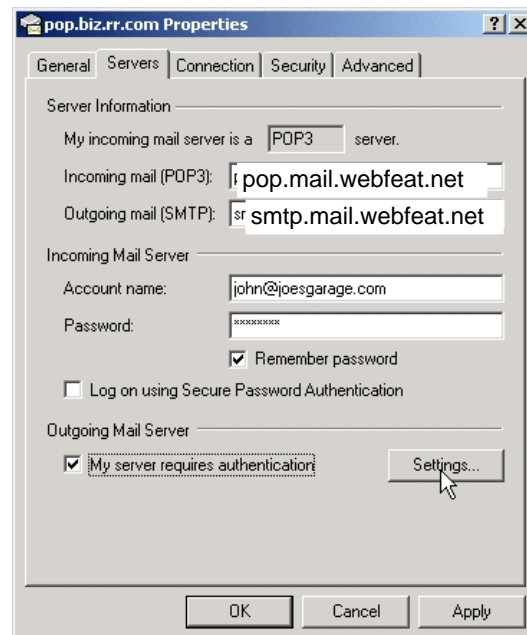 pop.biz.rr.com Properties
General Servers Connection Security Advanced
Server Information
My incoming mail server is a POP3 server.
Incoming mail (POP3): pop.mail.webfeat.net
Outgoing mail (SMTP): smtp.mail.webfeat.net
Incoming Mail Server
Account name: john@joesgarage.com
Password: ********
Remember password
Log on using Secure Password Authentication
Outgoing Mail Server
My server requires authentication Settings...
OK Cancel Apply